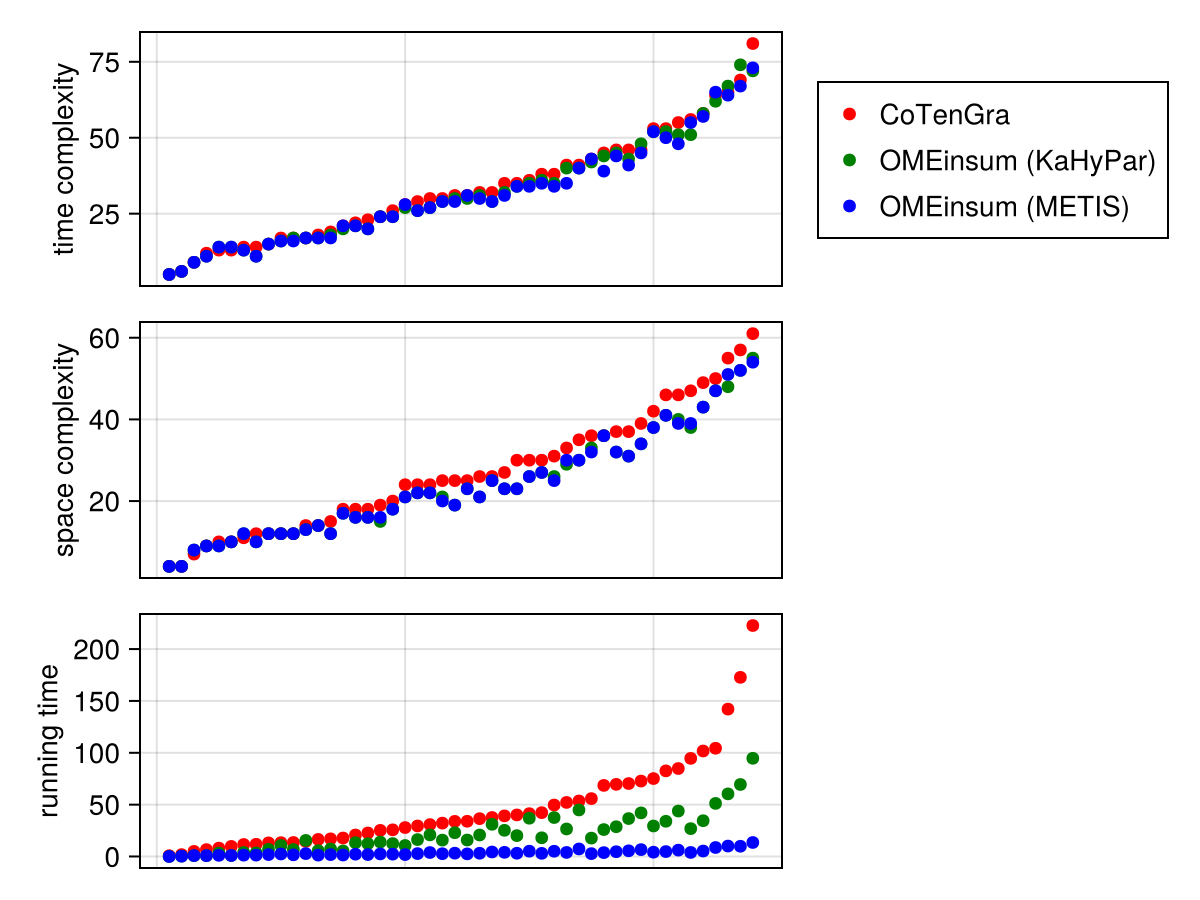 75
50
25
time complexity
CoTenGra
OMEinsum (KaHyPar)
OMEinsum (METIS)
60
40
20
space complexity
200
150
100
50
0
running time